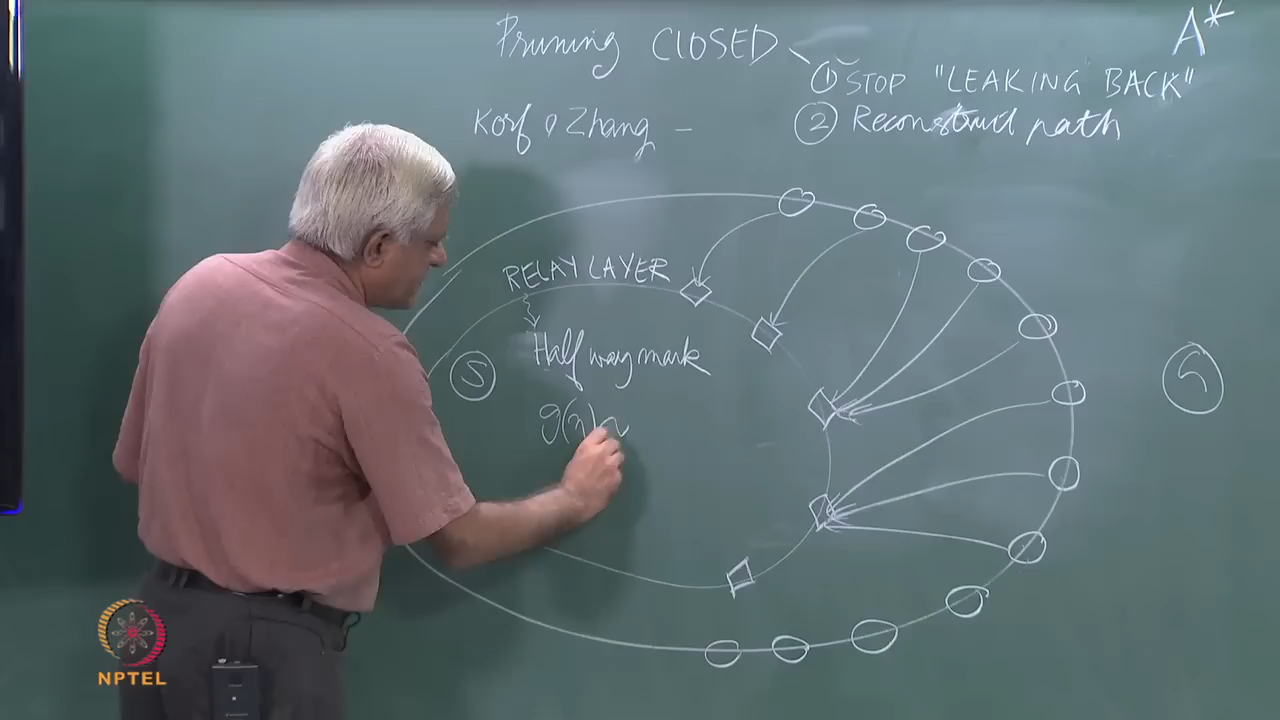 Pruning CLOSED
A*
① STOP "LEAKING BACK"
Korf & Zhang –
② Reconstruct path
RELAY LAYER
Half way mark
S
G
g(n) ≈
NPTEL